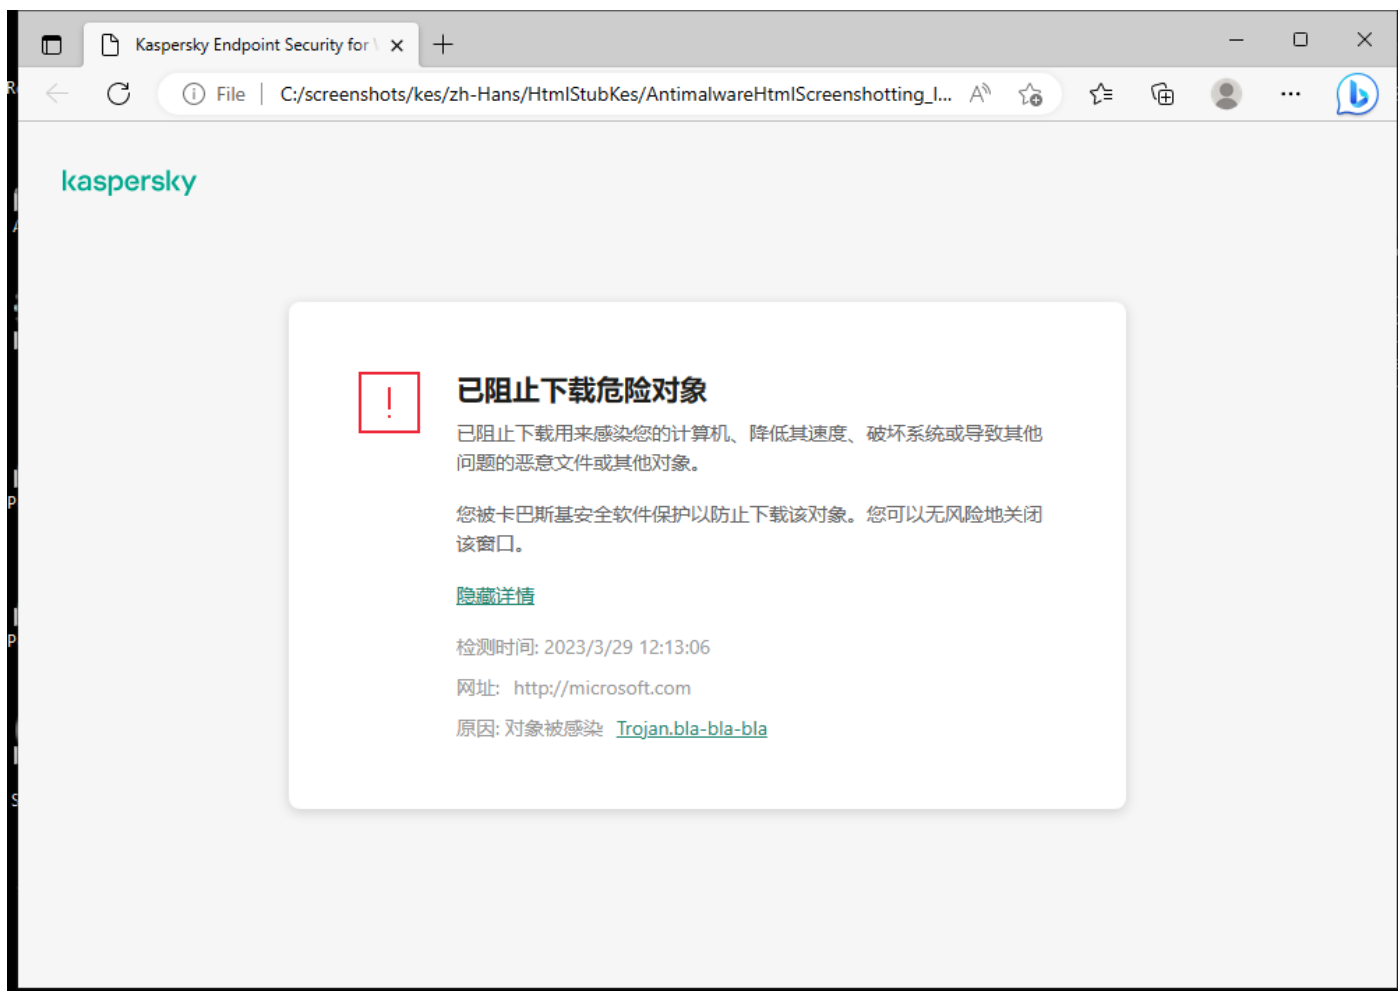 Kaspersky Endpoint Security for
File
C:/screenshots/kes/zh-Hans/HtmlStubKes/AntimalwareHtmlScreenshotting_I...
kaspersky
已阻止下载危险对象
已阻止下载用来感染您的计算机、降低其速度、破坏系统或导致其他
问题的恶意文件或其他对象。
您被卡巴斯基安全软件保护以防止下载该对象。您可以无风险地关闭
该窗口。
隐藏详情
检测时间: 2023/3/29 12:13:06
网址: http://microsoft.com
原因: 对象被感染 Trojan.bla-bla-bla